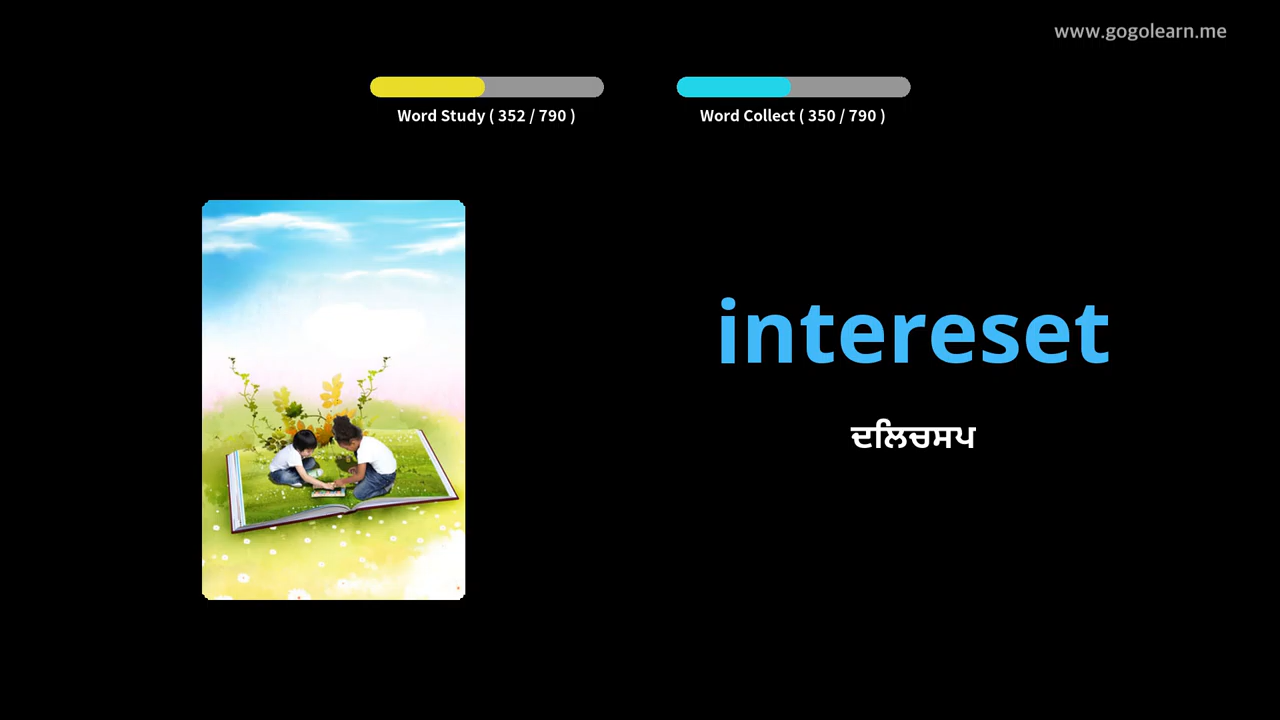 www.gogolearn.me
Word Study ( 352 / 790 )
Word Collect ( 350 / 790 )
intereset
ਦਲਿਚਸਪ